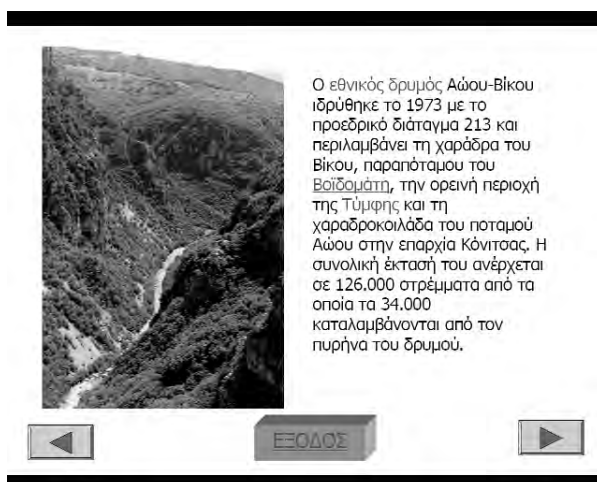 Ο εθνικός δρυμός Αώου-Βίκου
ιδρύθηκε το 1973 με το
προεδρικό διάταγμα 213 και
περιλαμβάνει τη χαράδρα του
Βίκου, παραπόταμου του
Βοϊδομάτη, την ορεινή περιοχή
της Τύμφης και τη
χαραδροκοιλάδα του ποταμού
Αώου στην επαρχία Κόνιτσας. Η
συνολική έκτασή του ανέρχεται
σε 126.000 στρέμματα από τα
οποία τα 34.000
καταλαμβάνονται από τον
πυρήνα του δρυμού.
ΕΞΟΔΟΣ